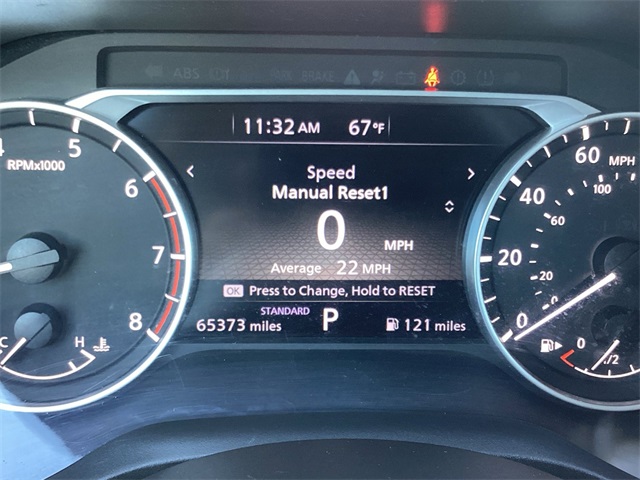 ABS
PARK BRAKE
11:32 AM 67°F
Speed
Manual Reset1
0 MPH
Average 22 MPH
OK Press to Change, Hold to RESET
STANDARD
65373 miles P 121 miles
4 5 6 7 8
RPMx1000
C H
0 20 40 60 MPH
0 20 60 100
0 1/2